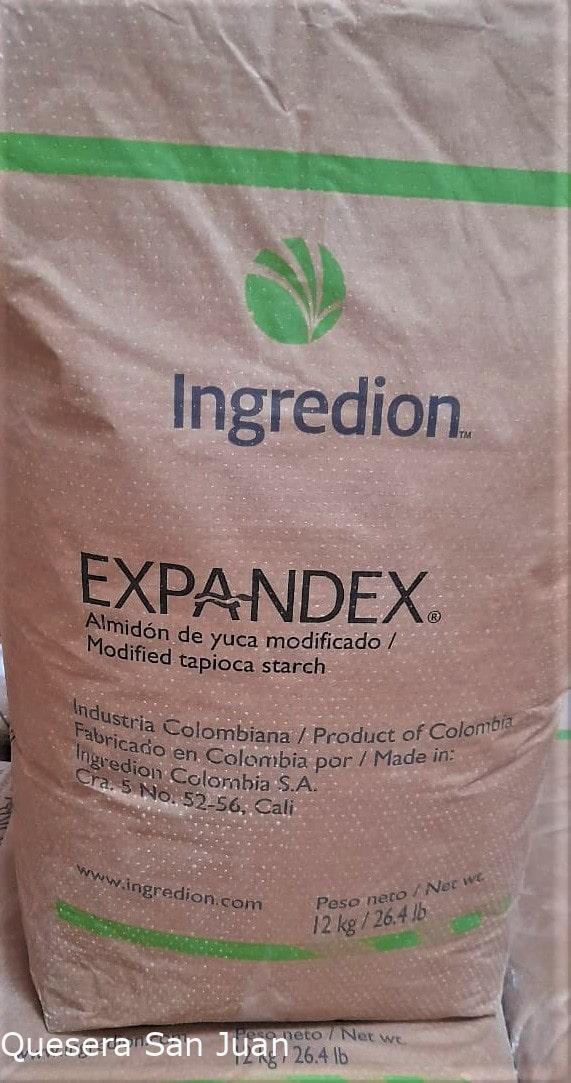 Ingredion™
EXPANDEX®
Almidón de yuca modificado /
Modified tapioca starch
Industria Colombiana / Product of Colombia
Fabricado en Colombia por / Made in:
Ingredion Colombia S.A.
Cra. 5 No. 52-56, Cali
www.ingredion.com
Peso neto / Net wt.
12 kg / 26.4 lb
Peso neto / Net wt.
12 kg / 26.4 lb
Quesera San Juan